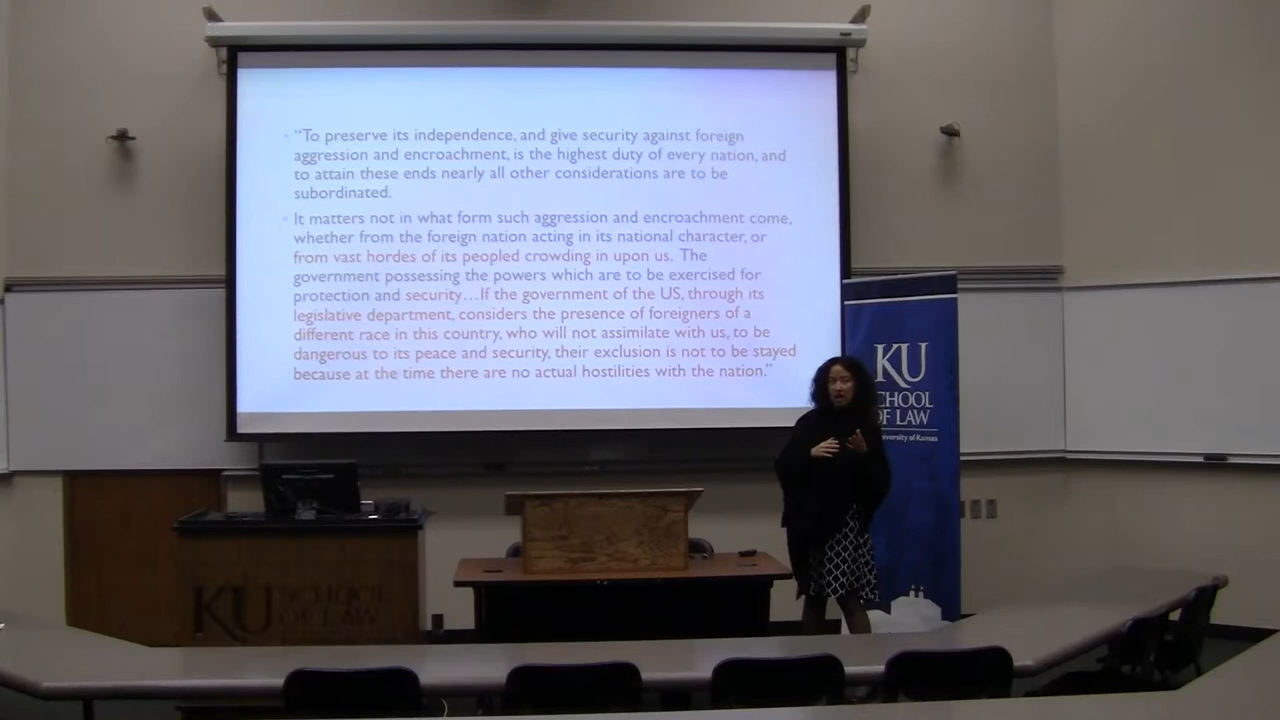 “To preserve its independence, and give security against foreign
aggression and encroachment, is the highest duty of every nation, and
to attain these ends nearly all other considerations are to be
subordinated.
It matters not in what form such aggression and encroachment come,
whether from the foreign nation acting in its national character, or
from vast hordes of its peopled crowding in upon us. The
government possessing the powers which are to be exercised for
protection and security…If the government of the US, through its
legislative department, considers the presence of foreigners of a
different race in this country, who will not assimilate with us, to be
dangerous to its peace and security, their exclusion is not to be stayed
because at the time there are no actual hostilities with the nation.”
KU
SCHOOL
OF LAW
University of Kansas
KU SCHOOL
OF LAW